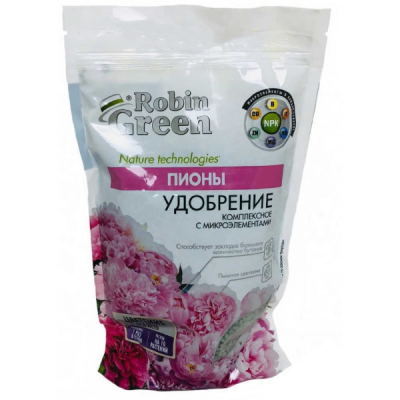 Robin
Green
Nature technologies
NPK
ПИОНЫ
УДОБРЕНИЕ
КОМПЛЕКСНОЕ
С МИКРОЭЛЕМЕНТАМИ
Способствует закладке большего
количества бутонов
Пышное цветение